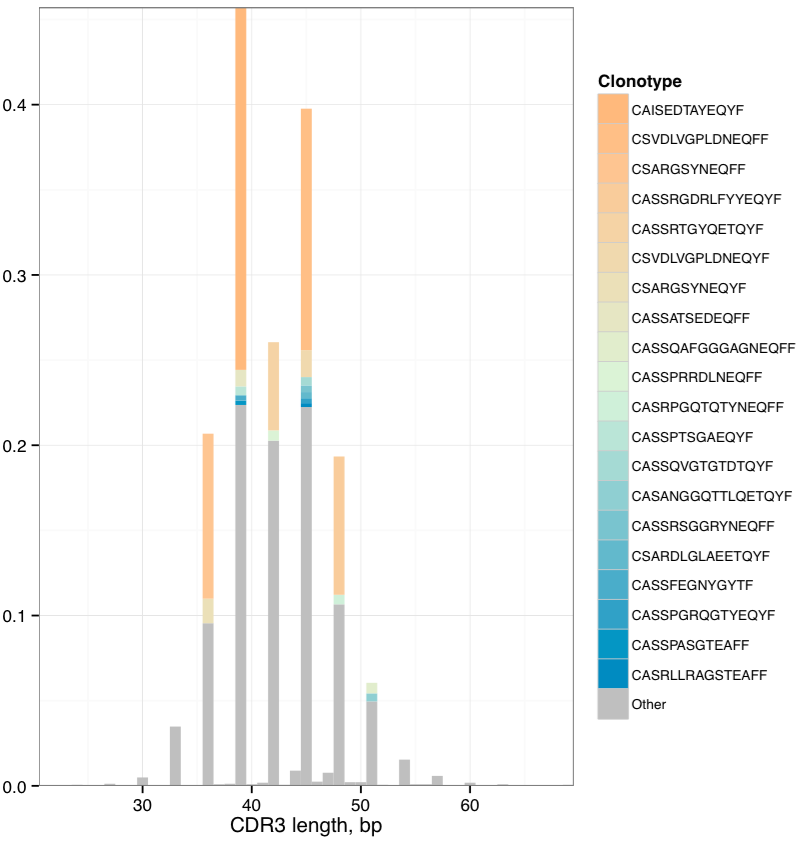 0.4
0.3
0.2
0.1
0.0
30
40
50
60
CDR3 length, bp
Clonotype
CAISEDTAYEQYF
CSVDLVGPLDNEQFF
CSARGSYNEQFF
CASSRGDRLFYYEQYF
CASSRTGYQETQYF
CSVDLVGPLDNEQYF
CSARGSYNEQYF
CASSATSEDEQFF
CASSQAFGGGAGNEQFF
CASSPRRDLNEQFF
CASRPGQTQTYNEQFF
CASSPTSGAEQYF
CASSQVGTGTDTQYF
CASANGGQTTLQETQYF
CASSRSGGRYNEQFF
CSARDLGLAEETQYF
CASSFEGNYGYTF
CASSPGRQGTYEQYF
CASSPASGTEAFF
CASRLLRAGSTEAFF
Other